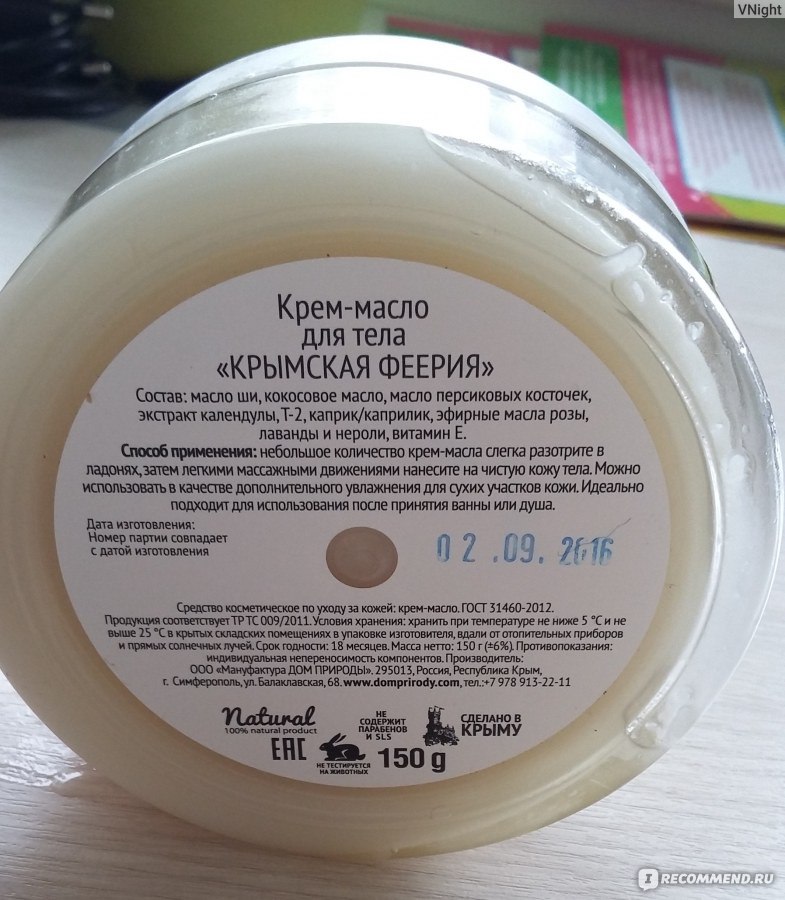 VNight
Крем-масло
для тела
«КРЫМСКАЯ ФЕЕРИЯ»
Состав: масло ши, кокосовое масло, масло персиковых косточек,
экстракт календулы, Т-2, каприк/каприлик, эфирные масла розы,
лаванды и нероли, витамин Е.
Способ применения: небольшое количество крем-масла слегка разотрите в
ладонях, затем легкими массажными движениями нанесите на чистую кожу тела. Можно
использовать в качестве дополнительного увлажнения для сухих участков кожи. Идеально
подходит для использования после принятия ванны или душа.
Дата изготовления:
Номер партии совпадает
с датой изготовления
02.09.2016
Средство косметическое по уходу за кожей: крем-масло. ГОСТ 31460-2012.
Продукция соответствует ТР ТС 009/2011. Условия хранения: хранить при температуре не ниже 5 °С и не
выше 25 °С в крытых складских помещениях в упаковке изготовителя, вдали от отопительных приборов
и прямых солнечных лучей. Срок годности: 18 месяцев. Масса нетто: 150 г (±6%). Противопоказания:
индивидуальная непереносимость компонентов. Производитель:
ООО «Мануфактура ДОМ ПРИРОДЫ». 295013, Россия, Республика Крым,
г. Симферополь, ул. Балаклавская, 68. www.domprirody.com, тел.:+7 978 913-22-11
Natural
100% natural product
НЕ
СОДЕРЖИТ
ПАРАБЕНОВ
И SLS
СДЕЛАНО В
КРЫМУ
ЕАС
НЕ ТЕСТИРУЕТСЯ
НА ЖИВОТНЫХ
150 g
IRECOMMEND.RU